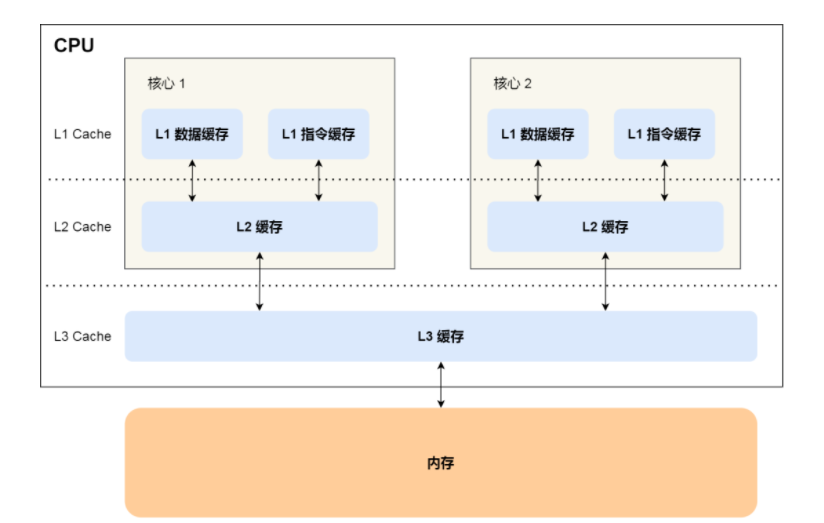 CPU
核心 1
核心 2
L1 Cache
L1 数据缓存
L1 指令缓存
L1 数据缓存
L1 指令缓存
L2 Cache
L2 缓存
L2 缓存
L3 Cache
L3 缓存
内存